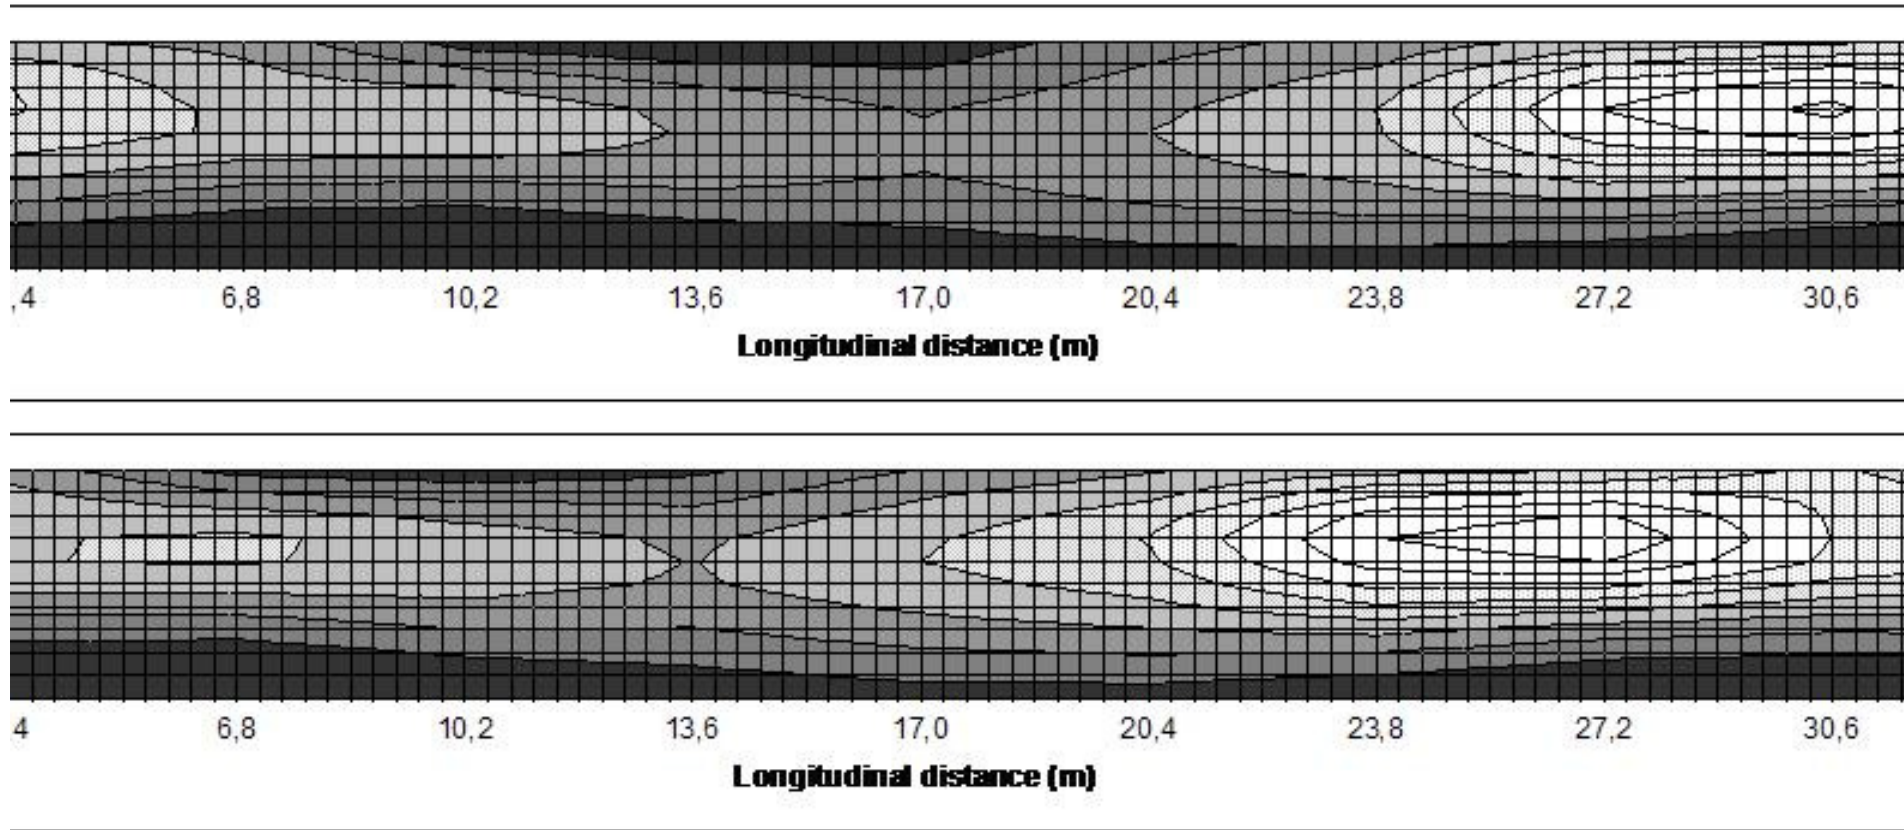 ,4 6,8 10,2 13,6 17,0 20,4 23,8 27,2 30,6
Longitudinal distance (m)
4 6,8 10,2 13,6 17,0 20,4 23,8 27,2 30,6
Longitudinal distance (m)